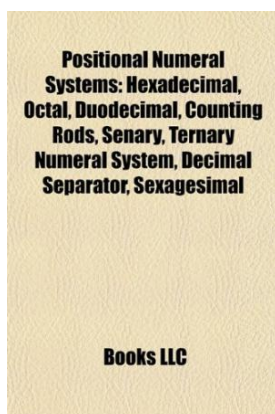 Positional Numeral
Systems: Hexadecimal,
Octal, Duodecimal, Counting
Rods, Senary, Ternary
Numeral System, Decimal
Separator, Sexagesimal
Books LLC